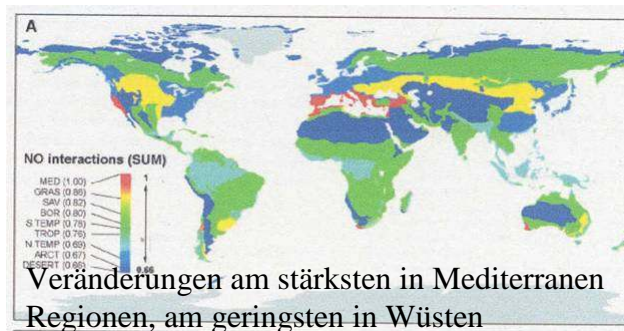 A
NO interactions (SUM)
MED (1.00)
GRAS (0.86)
SAV (0.82)
BOR (0.80)
S TEMP (0.78)
TROP (0.76)
N TEMP (0.69)
ARCT (0.67)
DESERT (0.66)
1
0.66
Veränderungen am stärksten in Mediterranen
Regionen, am geringsten in Wüsten